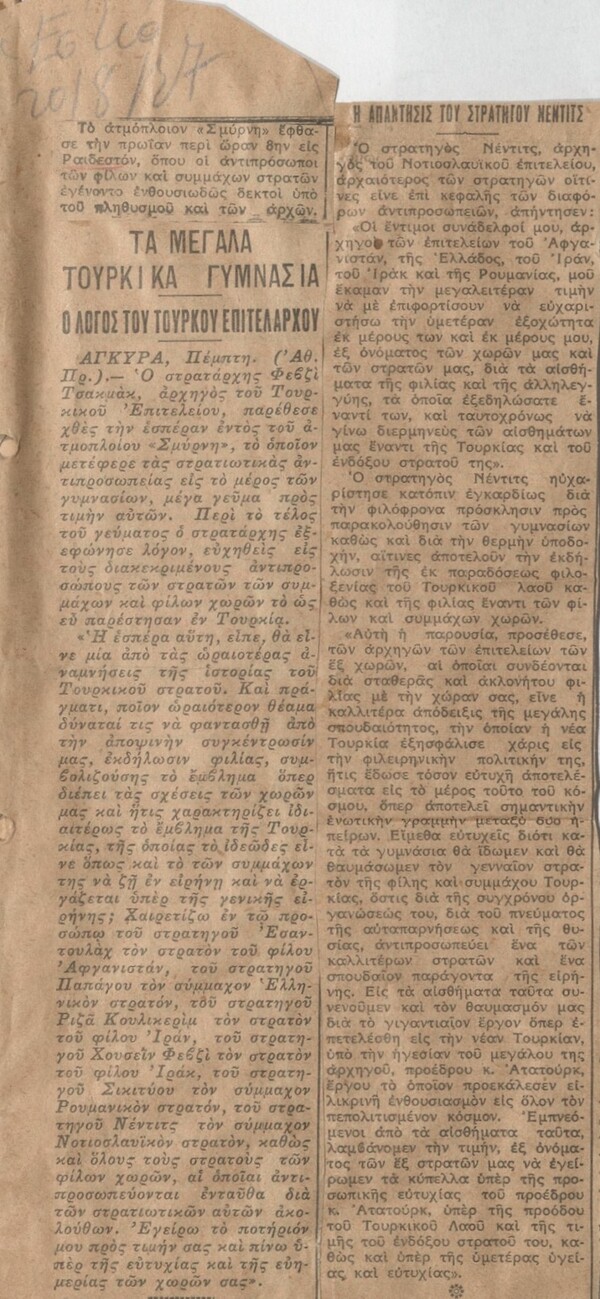 Εστία
20/8/37
Τὸ ἀτμόπλοιον «Σμύρνη» ἔφθα-
σε τὴν πρωΐαν περὶ ὥραν 8ην εἰς
Ραιδεστόν, ὅπου οἱ ἀντιπρόσωποι
τῶν φίλων καὶ συμμάχων στρατῶν
ἐγένοντο ἐνθουσιωδῶς δεκτοὶ ὑπὸ
τοῦ πληθυσμοῦ καὶ τῶν ἀρχῶν.
ΤΑ ΜΕΓΑΛΑ
ΤΟΥΡΚΙΚΑ ΓΥΜΝΑΣΙΑ
Ο ΛΟΓΟΣ ΤΟΥ ΤΟΥΡΚΟΥ ΕΠΙΤΕΛΑΡΧΟΥ
ΑΓΚΥΡΑ, Πέμπτη. (᾿Αθ.
Πρ.).— ῾Ο στρατάρχης Φεβζὶ
Τσακμάκ, ἀρχηγὸς τοῦ Τουρ-
κικοῦ ᾿Επιτελείου, παρέθεσε
χθὲς τὴν ἑσπέραν ἐντὸς τοῦ ἀ-
τμοπλοίου «Σμύρνη», τὸ ὁποῖον
μετέφερε τὰς στρατιωτικὰς ἀν-
τιπροσωπείας εἰς τὸ μέρος τῶν
γυμνασίων, μέγα γεῦμα πρὸς
τιμὴν αὐτῶν. Περὶ τὸ τέλος
τοῦ γεύματος ὁ στρατάρχης ἐξ-
εφώνησε λόγον, εὐχηθεὶς εἰς
τοὺς διακεκριμένους ἀντιπρο-
σώπους τῶν στρατῶν τῶν συμ-
μάχων καὶ φίλων χωρῶν τὸ ὡς
εὖ παρέστησαν ἐν Τουρκίᾳ.
«῾Η ἑσπέρα αὕτη, εἶπε, θὰ εἶ-
νε μία ἀπὸ τὰς ὡραιοτέρας ἀ-
ναμνήσεις τῆς ἱστορίας τοῦ
Τουρκικοῦ στρατοῦ. Καὶ πρά-
γματι, ποῖον ὡραιότερον θέαμα
δύναταί τις νὰ φαντασθῇ ἀπὸ
τὴν ἀποψινὴν συγκέντρωσίν
μας, ἐκδήλωσιν φιλίας, συμ-
βολιζούσης τὸ ἔμβλημα ὅπερ
διέπει τὰς σχέσεις τῶν χωρῶν
μας καὶ ἥτις χαρακτηρίζει ἰδι-
αιτέρως τὸ ἔμβλημα τῆς Τουρ-
κίας, τῆς ὁποίας τὸ ἰδεῶδες εἶ-
νε ὅπως καὶ τὸ τῶν συμμάχων
της νὰ ζῇ ἐν εἰρήνῃ καὶ νὰ ἐρ-
γάζεται ὑπὲρ τῆς γενικῆς εἰ-
ρήνης; Χαιρετίζω ἐν τῷ προ-
σώπῳ τοῦ στρατηγοῦ ᾿Εσαν-
τουλὰχ τὸν στρατὸν τοῦ φίλου
᾿Αφγανιστάν, τοῦ στρατηγοῦ
Παπάγου τὸν σύμμαχον ῾Ελλη-
νικὸν στρατόν, τοῦ στρατηγοῦ
Ριζᾶ Κουλικερὶμ τὸν στρατὸν
τοῦ φίλου ᾿Ιράν, τοῦ στρατη-
γοῦ Χουσεῒν Φεβζὶ τὸν στρατὸν
τοῦ φίλου ᾿Ιράκ, τοῦ στρατη-
γοῦ Σικιτύου τὸν σύμμαχον
Ρουμανικὸν στρατόν, τοῦ στρα-
τηγοῦ Νέντιτς τὸν σύμμαχον
Νοτιοσλαϊκὸν στρατόν, καθὼς
καὶ ὅλους τοὺς στρατοὺς τῶν
φίλων χωρῶν, αἱ ὁποῖαι ἀντι-
προσωπεύονται ἐνταῦθα διὰ
τῶν στρατιωτικῶν αὐτῶν ἀκο-
λούθων. ᾿Εγείρω τὸ ποτήριόν
μου πρὸς τιμήν σας καὶ πίνω ὑ-
πὲρ τῆς εὐτυχίας καὶ τῆς εὐη-
μερίας τῶν χωρῶν σας».
Η ΑΠΑΝΤΗΣΙΣ ΤΟΥ ΣΤΡΑΤΗΓΟΥ ΝΕΝΤΙΤΣ
῾Ο στρατηγὸς Νέντιτς, ἀρχη-
γὸς τοῦ Νοτιοσλαυϊκοῦ ἐπιτελείου,
ἀρχαιότερος τῶν στρατηγῶν οἵτι-
νες εἶνε ἐπὶ κεφαλῆς τῶν διαφό-
ρων ἀντιπροσωπειῶν, ἀπήντησεν:
«Οἱ ἔντιμοι συνάδελφοί μου, ἀρ-
χηγοὶ τῶν ἐπιτελείων τοῦ ᾿Αφγα-
νιστάν, τῆς ῾Ελλάδος, τοῦ ᾿Ιράν,
τοῦ ᾿Ιρὰκ καὶ τῆς Ρουμανίας, μοῦ
ἔκαμαν τὴν μεγαλειτέραν τιμὴν
νὰ μὲ ἐπιφορτίσουν νὰ εὐχαρι-
στήσω τὴν ὑμετέραν ἐξοχώτητα
ἐκ μέρους των καὶ ἐκ μέρους μου,
ἐξ ὀνόματος τῶν χωρῶν μας καὶ
τῶν στρατῶν μας, διὰ τὰ αἰσθή-
ματα τῆς φιλίας καὶ τῆς ἀλληλεγ-
γύης, τὰ ὁποῖα ἐξεδηλώσατε ἔ-
ναντί των, καὶ ταυτοχρόνως νὰ
γίνω διερμηνεὺς τῶν αἰσθημάτων
μας ἔναντι τῆς Τουρκίας καὶ τοῦ
ἐνδόξου στρατοῦ της».
῾Ο στρατηγὸς Νέντιτς ηὐχα-
ρίστησε κατόπιν ἐγκαρδίως διὰ
τὴν φιλόφρονα πρόσκλησιν πρὸς
παρακολούθησιν τῶν γυμνασίων
καθὼς καὶ διὰ τὴν θερμὴν ὑποδο-
χήν, αἵτινες ἀποτελοῦν τὴν ἐκδή-
λωσιν τῆς ἐκ παραδόσεως φιλο-
ξενίας τοῦ Τουρκικοῦ λαοῦ κα-
θὼς καὶ τῆς φιλίας ἔναντι τῶν φί-
λων καὶ συμμάχων χωρῶν.
«Αὐτὴ ἡ παρουσία, προσέθεσε,
τῶν ἀρχηγῶν τῶν ἐπιτελείων τῶν
ἓξ χωρῶν, αἱ ὁποῖαι συνδέονται
διὰ σταθερᾶς καὶ ἀκλονήτου φι-
λίας μὲ τὴν χώραν σας, εἶνε ἡ
καλλιτέρα ἀπόδειξις τῆς μεγάλης
σπουδαιότητος, τὴν ὁποίαν ἡ νέα
Τουρκία ἐξησφάλισε χάρις εἰς
τὴν φιλειρηνικὴν πολιτικήν της,
ἥτις ἔδωσε τόσον εὐτυχῆ ἀποτελέ-
σματα εἰς τὸ μέρος τοῦτο τοῦ κό-
σμου, ὅπερ ἀποτελεῖ σημαντικὴν
ἑνωτικὴν γραμμὴν μεταξὺ δύο ἠ-
πείρων. Εἴμεθα εὐτυχεῖς διότι κα-
τὰ τὰ γυμνάσια θὰ ἴδωμεν καὶ θὰ
θαυμάσωμεν τὸν γενναῖον στρα-
τὸν τῆς φίλης καὶ συμμάχου Τουρ-
κίας, ὅστις διὰ τῆς συγχρόνου ὀρ-
γανώσεώς του, διὰ τοῦ πνεύματος
τῆς αὐταπαρνήσεως καὶ τῆς θυ-
σίας, ἀντιπροσωπεύει ἕνα τῶν
καλλιτέρων στρατῶν καὶ ἕνα
σπουδαῖον παράγοντα τῆς εἰρή-
νης. Εἰς τὰ αἰσθήματα ταῦτα συ-
νενοῦμεν καὶ τὸν θαυμασμόν μας
διὰ τὸ γιγαντιαῖον ἔργον ὅπερ ἐ-
πετελέσθη εἰς τὴν νέαν Τουρκίαν,
ὑπὸ τὴν ἡγεσίαν τοῦ μεγάλου της
ἀρχηγοῦ, προέδρου κ. ᾿Ατατούρκ,
ἔργου τὸ ὁποῖον προεκάλεσεν εἰ-
λικρινῆ ἐνθουσιασμὸν εἰς ὅλον τὸν
πεπολιτισμένον κόσμον. ᾿Εμπνεό-
μενοι ἀπὸ τὰ αἰσθήματα ταῦτα,
λαμβάνομεν τὴν τιμήν, ἐξ ὀνόμα-
τος τῶν ἓξ στρατῶν μας νὰ ἐγεί-
ρωμεν τὰ κύπελλα ὑπὲρ τῆς προ-
σωπικῆς εὐτυχίας τοῦ προέδρου
κ. ᾿Ατατούρκ, ὑπὲρ τῆς προόδου
τοῦ Τουρκικοῦ Λαοῦ καὶ τῆς τι-
μῆς τοῦ ἐνδόξου στρατοῦ του, κα-
θὼς καὶ ὑπὲρ τῆς ὑμετέρας ὑγεί-
ας καὶ εὐτυχίας».